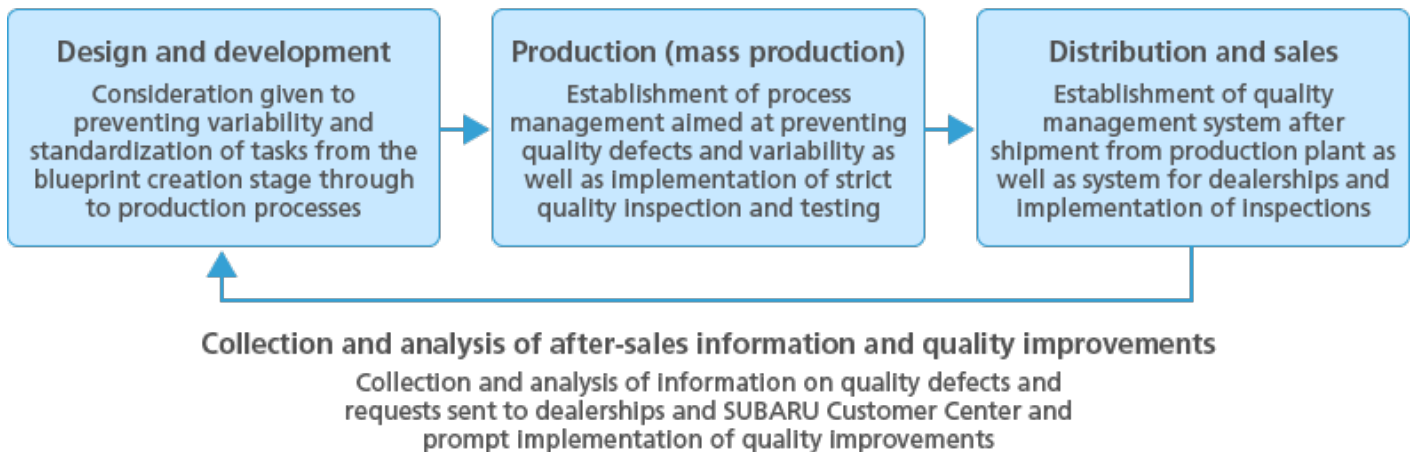 Design and development
Consideration given to
preventing variability and
standardization of tasks from the
blueprint creation stage through
to production processes
Production (mass production)
Establishment of process
management aimed at preventing
quality defects and variability as
well as implementation of strict
quality inspection and testing
Distribution and sales
Establishment of quality
management system after
shipment from production plant as
well as system for dealerships and
implementation of inspections
Collection and analysis of after-sales information and quality improvements
Collection and analysis of information on quality defects and
requests sent to dealerships and SUBARU Customer Center and
prompt implementation of quality improvements